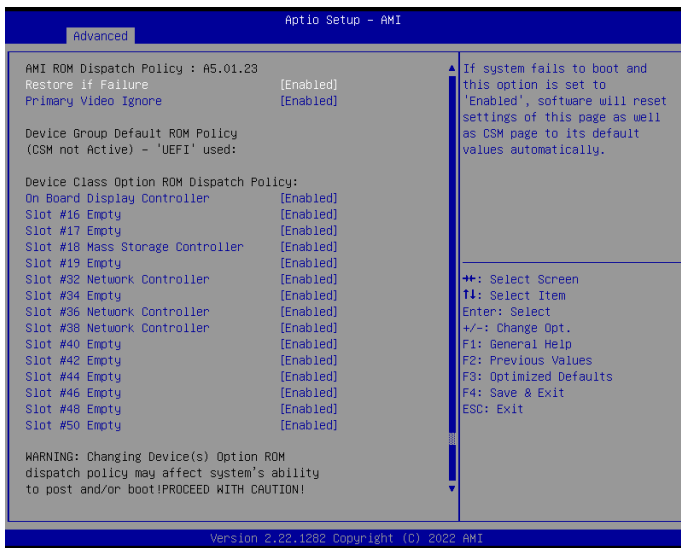 Aptio Setup – AMI
Advanced
AMI ROM Dispatch Policy : A5.01.23
Restore if Failure [Enabled]
Primary Video Ignore [Enabled]
Device Group Default ROM Policy
(CSM not Active) – 'UEFI' used:
Device Class Option ROM Dispatch Policy:
On Board Display Controller [Enabled]
Slot #16 Empty [Enabled]
Slot #17 Empty [Enabled]
Slot #18 Mass Storage Controller [Enabled]
Slot #19 Empty [Enabled]
Slot #32 Network Controller [Enabled]
Slot #34 Empty [Enabled]
Slot #36 Network Controller [Enabled]
Slot #38 Network Controller [Enabled]
Slot #40 Empty [Enabled]
Slot #42 Empty [Enabled]
Slot #44 Empty [Enabled]
Slot #46 Empty [Enabled]
Slot #48 Empty [Enabled]
Slot #50 Empty [Enabled]
WARNING: Changing Device(s) Option ROM
dispatch policy may affect system's ability
to post and/or boot!PROCEED WITH CAUTION!
If system fails to boot and
this option is set to
'Enabled', software will reset
settings of this page as well
as CSM page to its default
values automatically.
→←: Select Screen
↑↓: Select Item
Enter: Select
+/-: Change Opt.
F1: General Help
F2: Previous Values
F3: Optimized Defaults
F4: Save & Exit
ESC: Exit
Version 2.22.1282 Copyright (C) 2022 AMI